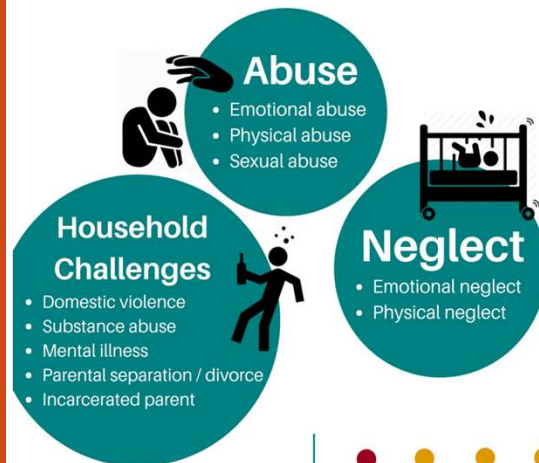 Abuse
• Emotional abuse
• Physical abuse
• Sexual abuse
Household
Challenges
• Domestic violence
• Substance abuse
• Mental illness
• Parental separation / divorce
• Incarcerated parent
Neglect
• Emotional neglect
• Physical neglect